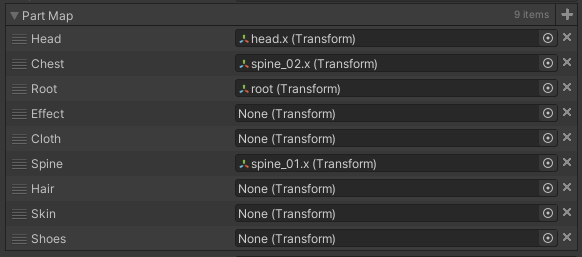 Part Map 9 items
Head head.x (Transform)
Chest spine_02.x (Transform)
Root root (Transform)
Effect None (Transform)
Cloth None (Transform)
Spine spine_01.x (Transform)
Hair None (Transform)
Skin None (Transform)
Shoes None (Transform)